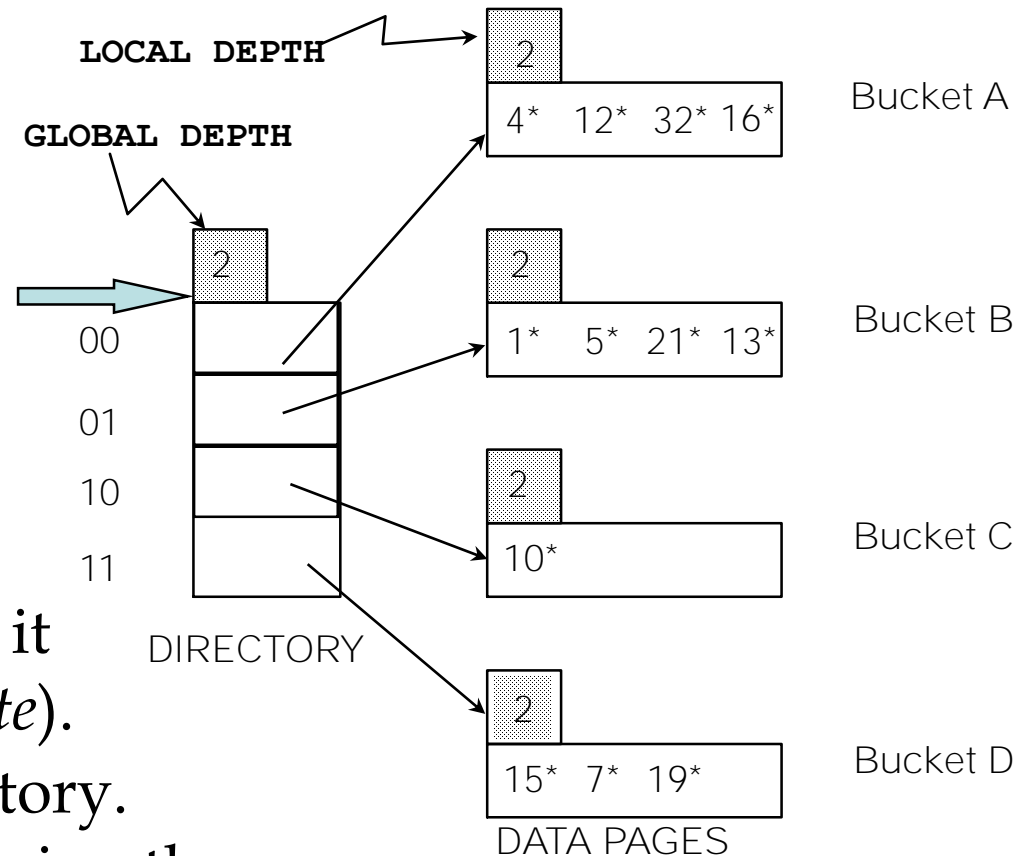 LOCAL DEPTH
2
Bucket A
4* 12* 32* 16*
GLOBAL DEPTH
2
2
Bucket B
00
1* 5* 21* 13*
01
2
10
Bucket C
10*
11
it
DIRECTORY
2
Bucket D
tory.
15* 7* 19*
DATA PAGES